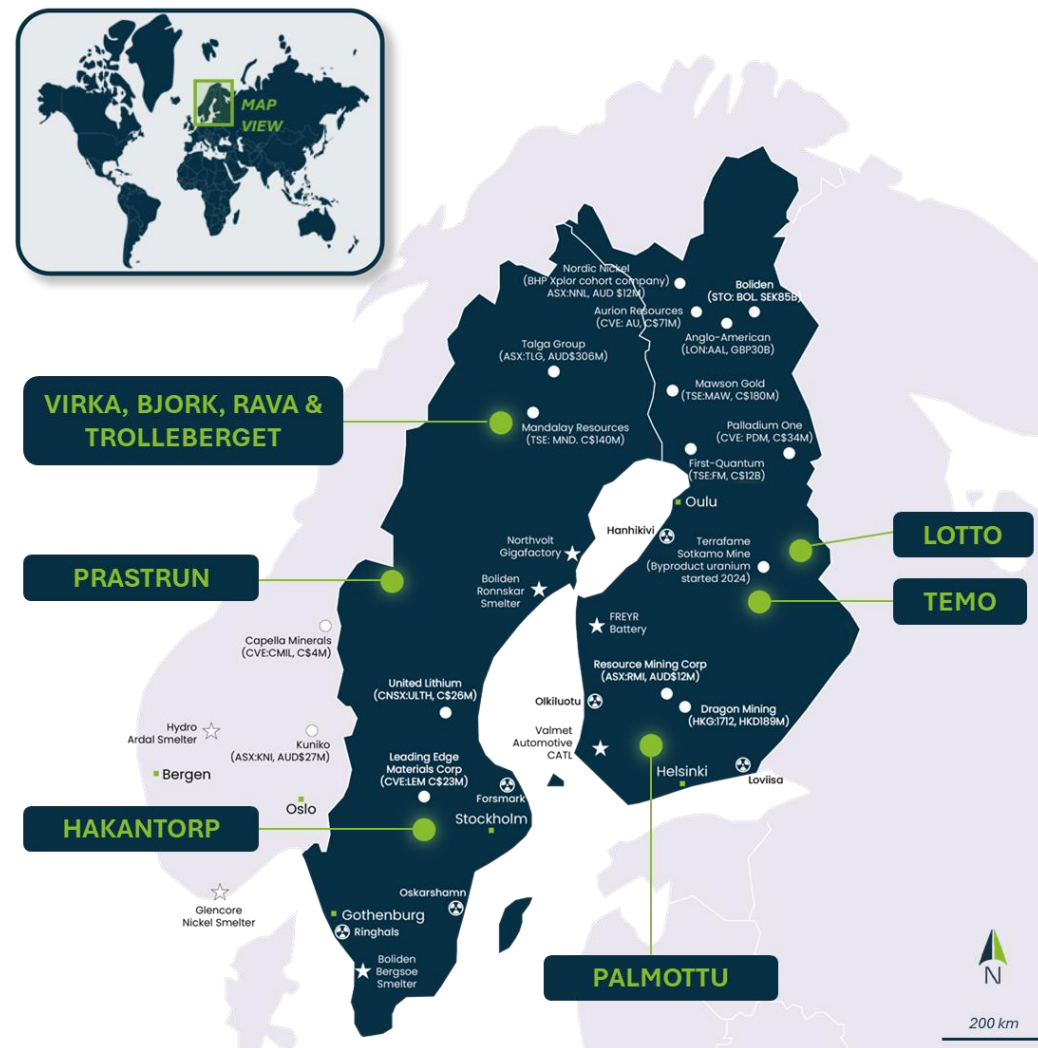 MAP
VIEW
Nordic Nickel
(BHP Xplor cohort company)
ASX:NNL, AUD $12M)
Boliden
(STO: BOL. SEK85B)
Aurion Resources
(CVE: AU, C$71M)
Anglo-American
(LON:AAL, GBP30B)
Talga Group
(ASX:TLG, AUD$306M)
VIRKA, BJORK, RAVA &
TROLLEBERGET
Mawson Gold
(TSE:MAW, C$180M)
Mandalay Resources
(TSE: MND. C$140M)
Palladium One
(CVE: PDM, C$34M)
First-Quantum
(TSE:FM, C$12B)
Oulu
Hanhikivi
LOTTO
Northvolt
Gigafactory
Terrafame
Sotkamo Mine
(Byproduct uranium
started 2024)
PRASTRUN
Boliden
Ronnskar
Smelter
TEMO
FREYR
Battery
Capella Minerals
(CVE:CMIL, C$4M)
Resource Mining Corp
(ASX:RMI, AUD$12M)
United Lithium
(CNSX:ULTH, C$26M)
Olkiluotu
Dragon Mining
(HKG:1712, HKD189M)
Hydro
Ardal Smelter
Kuniko
(ASX:KNI, AUD$27M)
Valmet
Automotive
CATL
Bergen
Leading Edge
Materials Corp
(CVE:LEM C$23M)
Helsinki
Loviisa
Oslo
Forsmark
Stockholm
HAKANTORP
Oskarshamn
Glencore
Nickel Smelter
Gothenburg
Ringhals
Boliden
Bergsoe
Smelter
PALMOTTU
N
200 km